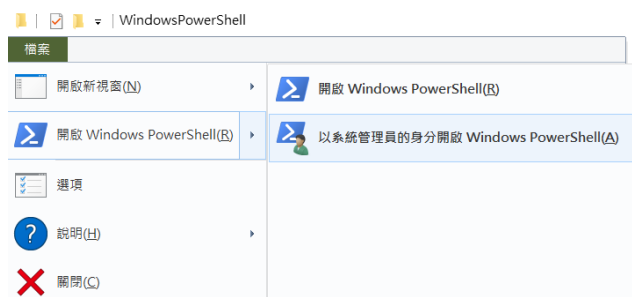 WindowsPowerShell
檔案
開啟新視窗(N)
開啟 Windows PowerShell(R)
選項
說明(H)
關閉(C)
開啟 Windows PowerShell(R)
以系統管理員的身分開啟 Windows PowerShell(A)